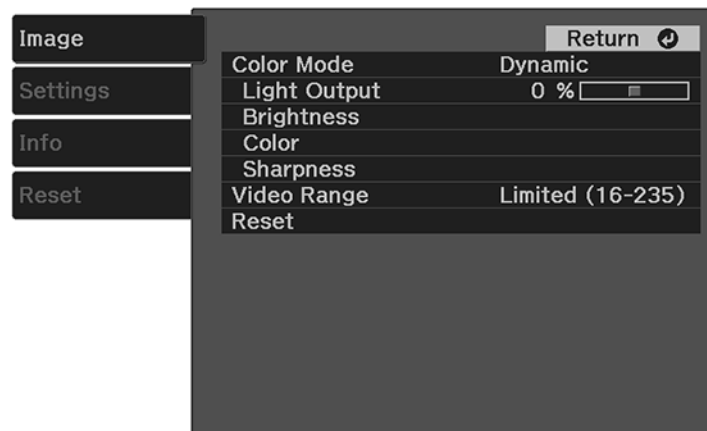 Image
Settings
Info
Reset
Return
Color Mode Dynamic
Light Output 0 %
Brightness
Color
Sharpness
Video Range Limited (16-235)
Reset